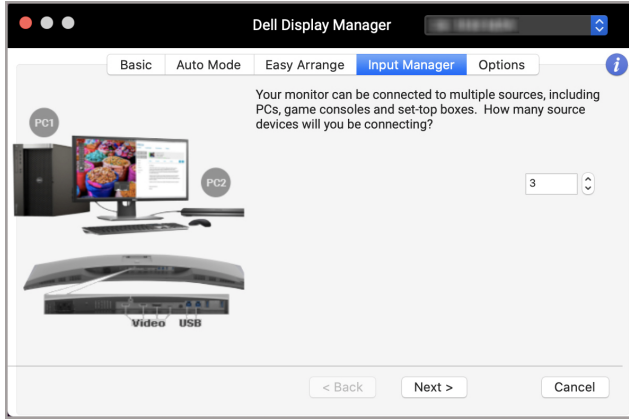 Dell Display Manager
Basic
Auto Mode
Easy Arrange
Input Manager
Options
i
Your monitor can be connected to multiple sources, including
PCs, game consoles and set-top boxes. How many source
devices will you be connecting?
PC1
PC2
3
Video
USB
< Back
Next >
Cancel